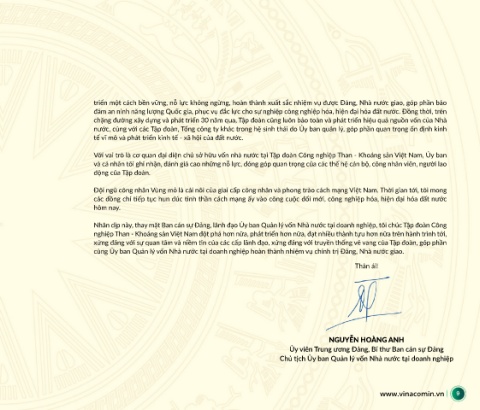 triển một cách bền vững, nỗ lực không ngừng, hoàn thành xuất sắc nhiệm vụ được Đảng, Nhà nước giao, góp phần bảo
đảm an ninh năng lượng Quốc gia, phục vụ đắc lực cho sự nghiệp công nghiệp hóa, hiện đại hóa đất nước. Đồng thời, trên
chặng đường xây dựng và phát triển 30 năm qua, Tập đoàn cũng luôn bảo toàn và phát triển hiệu quả nguồn vốn của Nhà
nước, cùng với các Tập đoàn, Tổng công ty khác trong hệ sinh thái do Ủy ban quản lý, góp phần quan trọng ổn định kinh
tế vĩ mô và phát triển kinh tế - xã hội của đất nước.
Với vai trò là cơ quan đại diện chủ sở hữu vốn nhà nước tại Tập đoàn Công nghiệp Than - Khoáng sản Việt Nam, Ủy ban
và cá nhân tôi ghi nhận, đánh giá cao những nỗ lực, đóng góp quan trọng của các thế hệ cán bộ, công nhân viên, người lao
động của Tập đoàn.
Đội ngũ công nhân Vùng mỏ là cái nôi của giai cấp công nhân và phong trào cách mạng Việt Nam. Thời gian tới, tôi mong
các đồng chí tiếp tục hun đúc tinh thần cách mạng ấy vào công cuộc đổi mới, công nghiệp hóa, hiện đại hóa đất nước
hôm nay.
Nhân dịp này, thay mặt Ban cán sự Đảng, lãnh đạo Ủy ban Quản lý vốn Nhà nước tại doanh nghiệp, tôi chúc Tập đoàn Công
nghiệp Than - Khoáng sản Việt Nam đột phá hơn nữa, phát triển hơn nữa, đạt nhiều thành tựu hơn nữa trên hành trình tới,
xứng đáng với sự quan tâm và niềm tin của các cấp lãnh đạo, xứng đáng với truyền thống vẻ vang của Tập đoàn, góp phần
cùng Ủy ban Quản lý vốn Nhà nước tại doanh nghiệp hoàn thành nhiệm vụ chính trị Đảng, Nhà nước giao.
Thân ái!
NGUYỄN HOÀNG ANH
Ủy viên Trung ương Đảng, Bí thư Ban cán sự Đảng
Chủ tịch Ủy ban Quản lý vốn Nhà nước tại doanh nghiệp
www.vinacomin.vn | 9